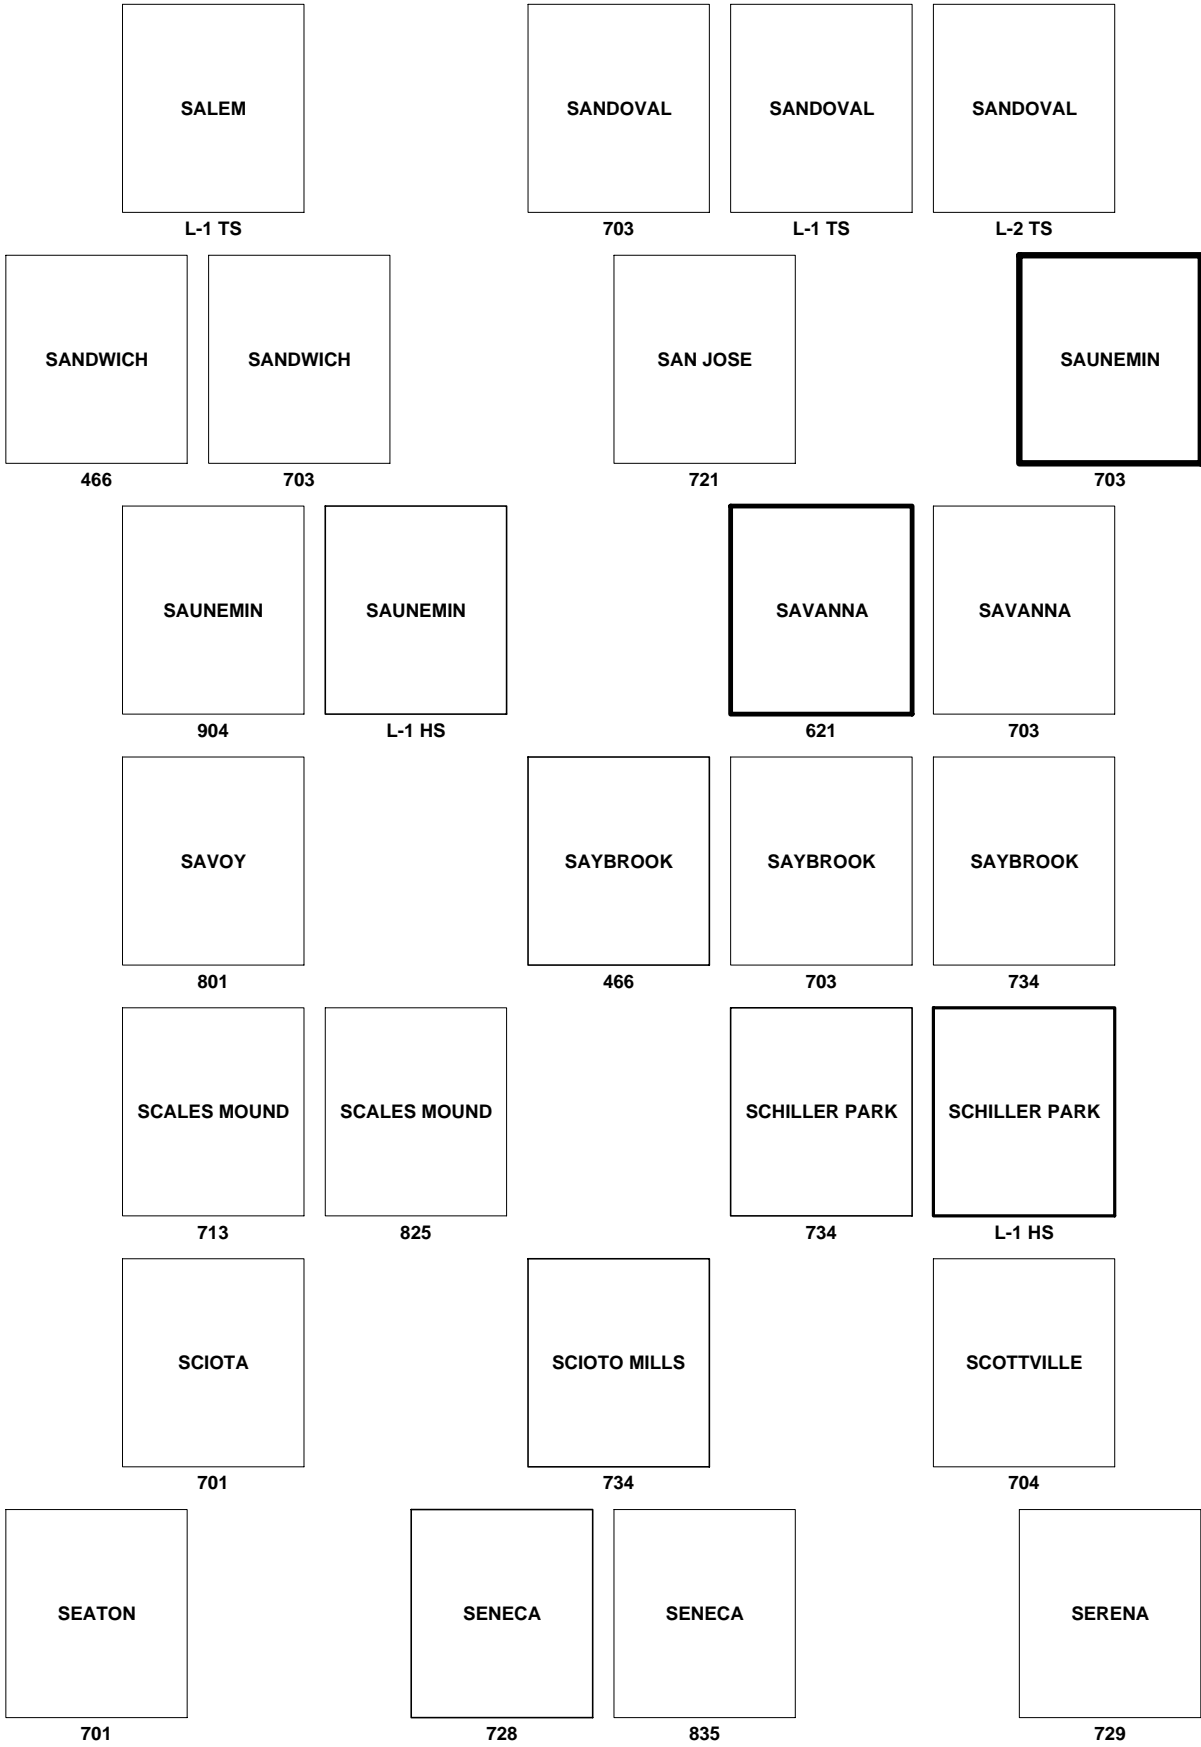 SALEM SANDOVAL SANDOVAL SANDOVAL
L-1 TS 703 L-1 TS L-2 TS
SANDWICH SANDWICH SAN JOSE SAUNEMIN
466 703 721 703
SAUNEMIN SAUNEMIN SAVANNA SAVANNA
904 L-1 HS 621 703
SAVOY SAYBROOK SAYBROOK SAYBROOK
801 466 703 734
SCALES MOUND SCALES MOUND SCHILLER PARK SCHILLER PARK
713 825 734 L-1 HS
SCIOTA SCIOTO MILLS SCOTTVILLE
701 734 704
SEATON SENECA SENECA SERENA
701 728 835 729